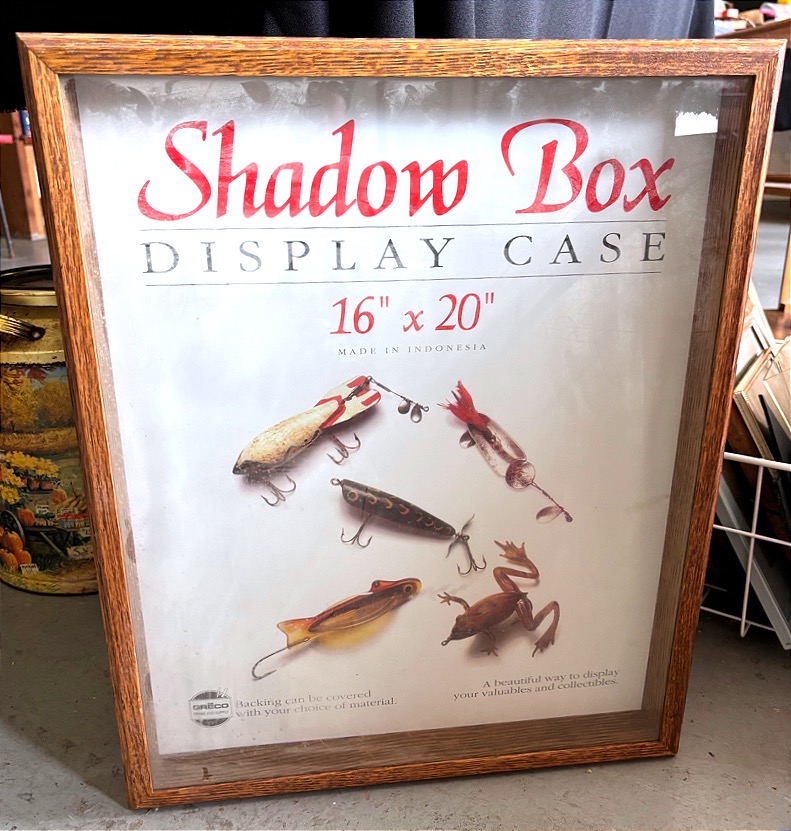 Shadow Box
DISPLAY CASE
16" x 20"
MADE IN INDONESIA
GRĒCO
Backing can be covered
with your choice of material.
A beautiful way to display
your valuables and collectibles.